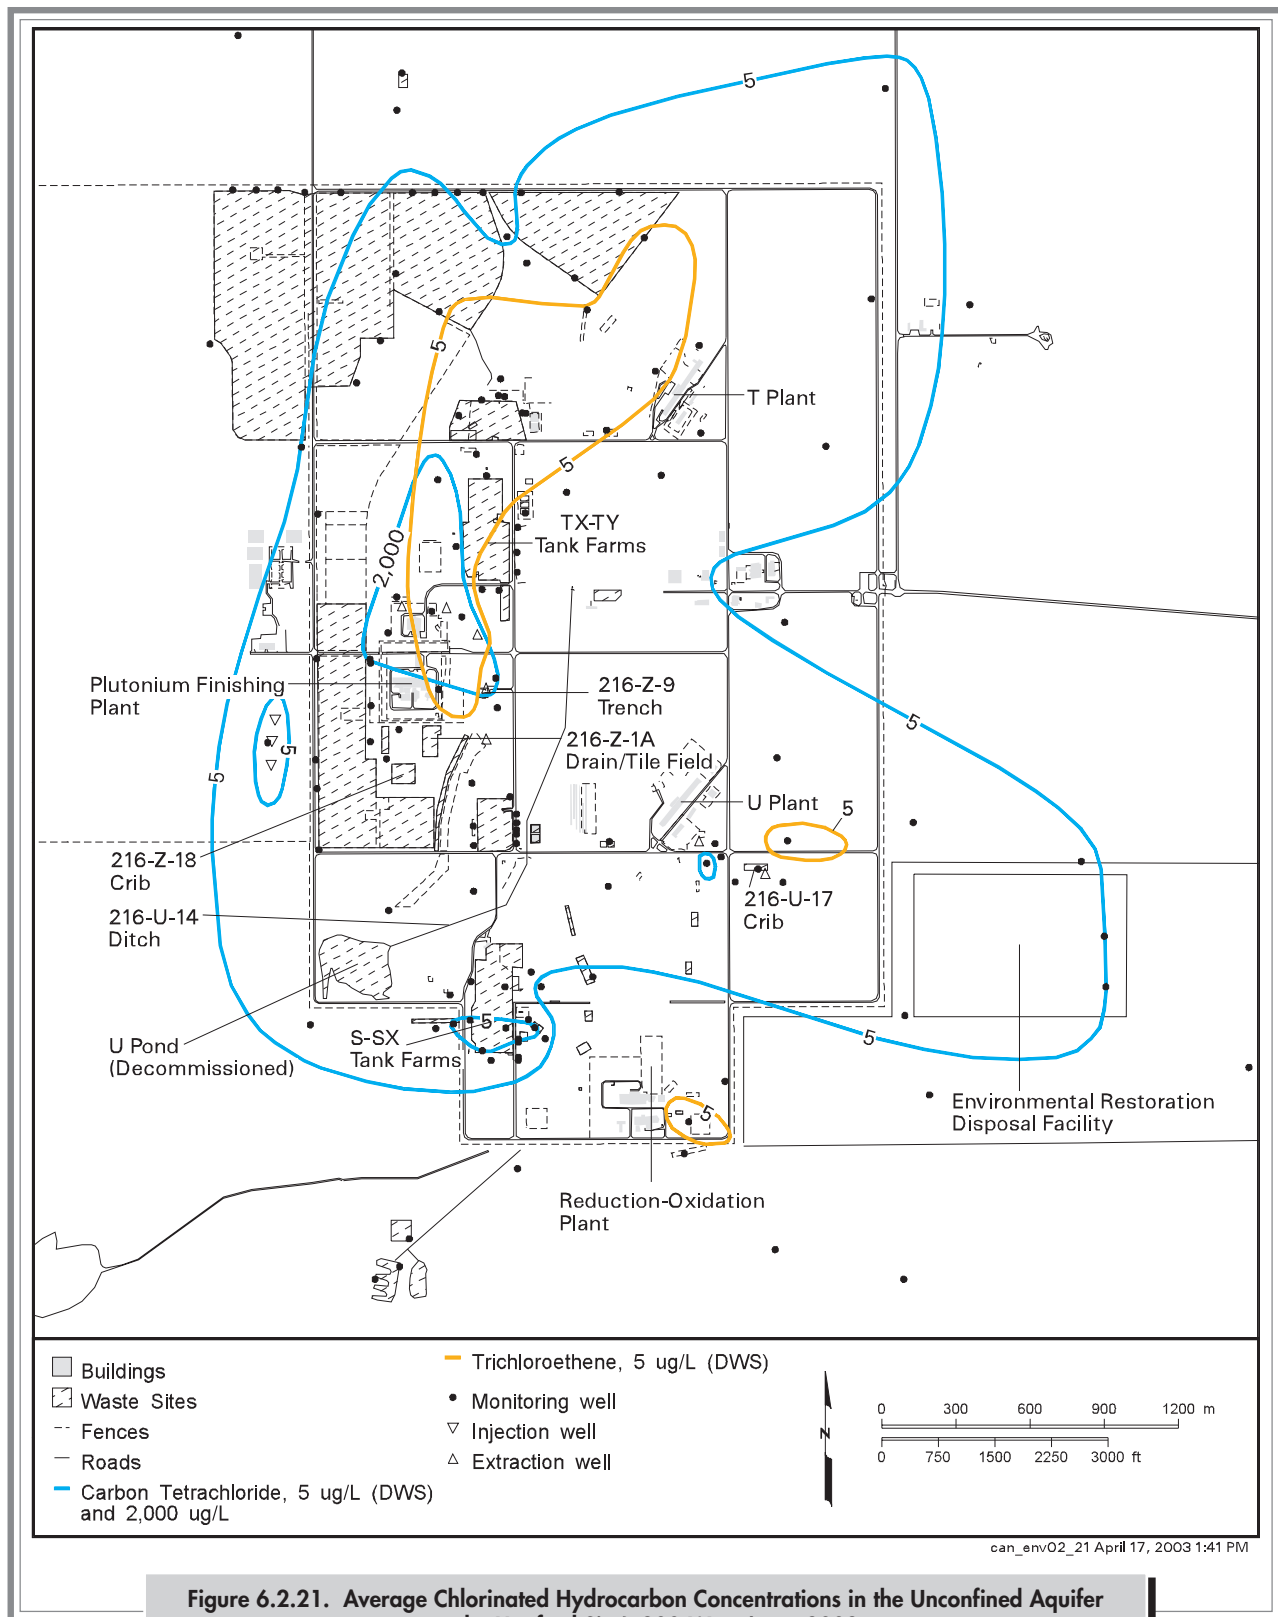 5
5
5
T Plant
5
TX-TY
Tank Farms
2,000
Plutonium Finishing
Plant
216-Z-9
Trench
5
216-Z-1A
Drain/Tile Field
5
5
U Plant
5
216-Z-18
Crib
216-U-17
Crib
216-U-14
Ditch
5
S-SX
Tank Farms
5
U Pond
(Decommissioned)
5
Environmental Restoration
Disposal Facility
Reduction-Oxidation
Plant
Buildings
Waste Sites
Fences
Roads
Carbon Tetrachloride, 5 ug/L (DWS)
and 2,000 ug/L
Trichloroethene, 5 ug/L (DWS)
Monitoring well
Injection well
Extraction well
N
0 300 600 900 1200 m
0 750 1500 2250 3000 ft
can_env02_21 April 17, 2003 1:41 PM
Figure 6.2.21. Average Chlorinated Hydrocarbon Concentrations in the Unconfined Aquifer